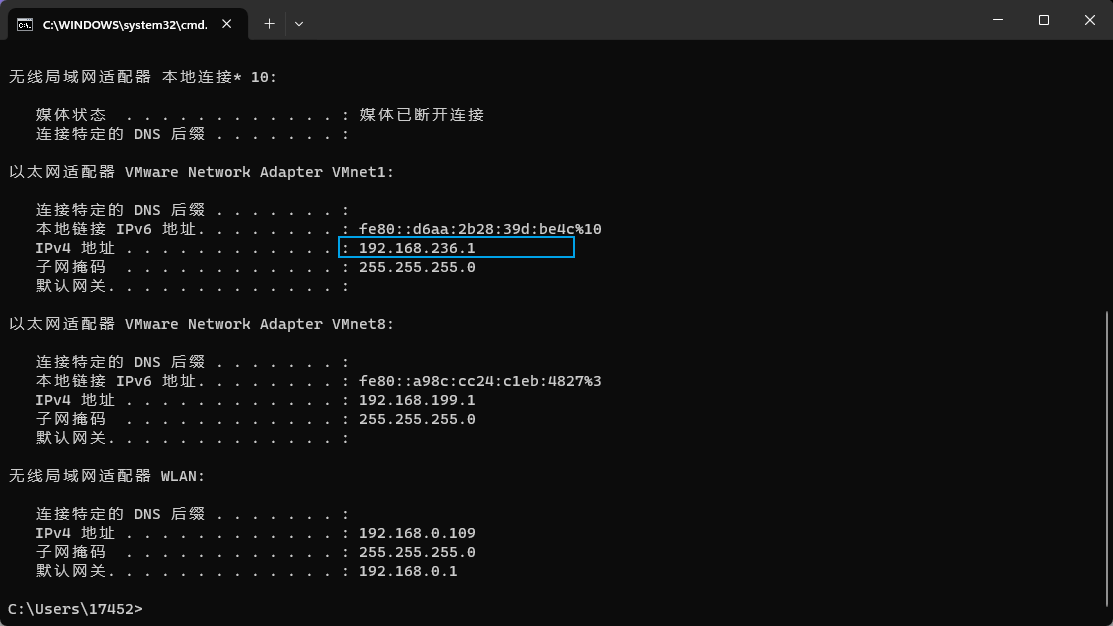 C:\WINDOWS\system32\cmd.
无线局域网适配器 本地连接* 10:
媒体状态  . . . . . . . . . . . . : 媒体已断开连接
连接特定的 DNS 后缀 . . . . . . . :
以太网适配器 VMware Network Adapter VMnet1:
连接特定的 DNS 后缀 . . . . . . . :
本地链接 IPv6 地址. . . . . . . . : fe80::d6aa:2b28:39d:be4c%10
IPv4 地址 . . . . . . . . . . . . : 192.168.236.1
子网掩码  . . . . . . . . . . . . : 255.255.255.0
默认网关. . . . . . . . . . . . . :
以太网适配器 VMware Network Adapter VMnet8:
连接特定的 DNS 后缀 . . . . . . . :
本地链接 IPv6 地址. . . . . . . . : fe80::a98c:cc24:c1eb:4827%3
IPv4 地址 . . . . . . . . . . . . : 192.168.199.1
子网掩码  . . . . . . . . . . . . : 255.255.255.0
默认网关. . . . . . . . . . . . . :
无线局域网适配器 WLAN:
连接特定的 DNS 后缀 . . . . . . . :
IPv4 地址 . . . . . . . . . . . . : 192.168.0.109
子网掩码  . . . . . . . . . . . . : 255.255.255.0
默认网关. . . . . . . . . . . . . : 192.168.0.1
C:\Users\17452>